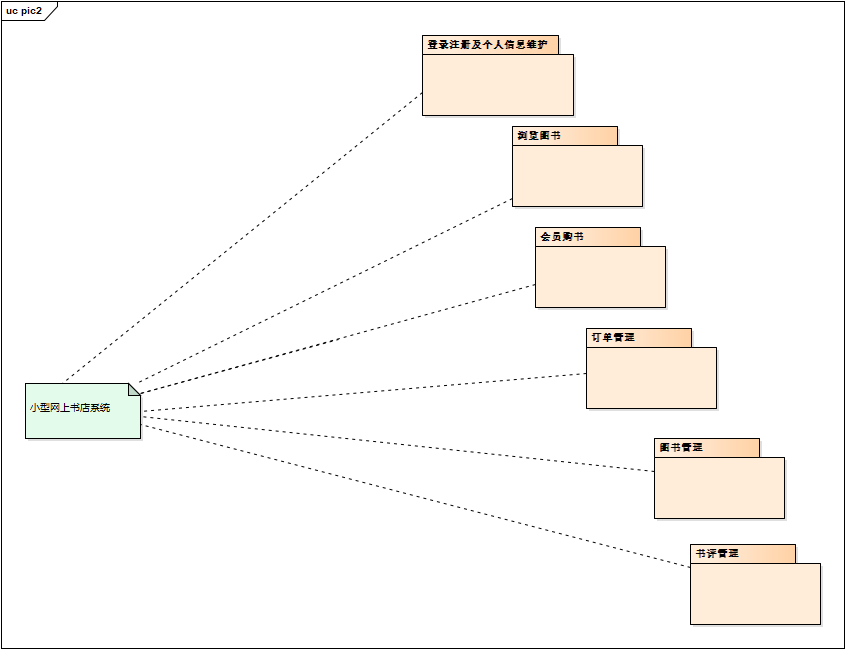 uc pic2
登录注册及个人信息维护
浏览图书
会员购书
订单管理
小型网上书店系统
图书管理
书评管理